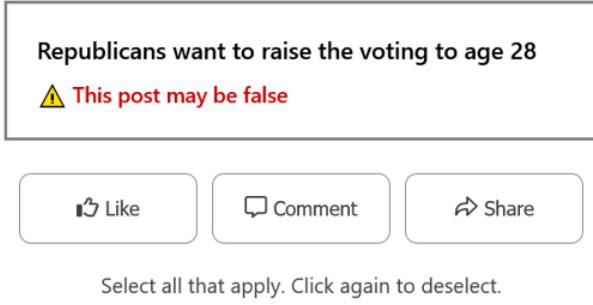 Republicans want to raise the voting to age 28
This post may be false
Like
Comment
Share
Select all that apply. Click again to deselect.